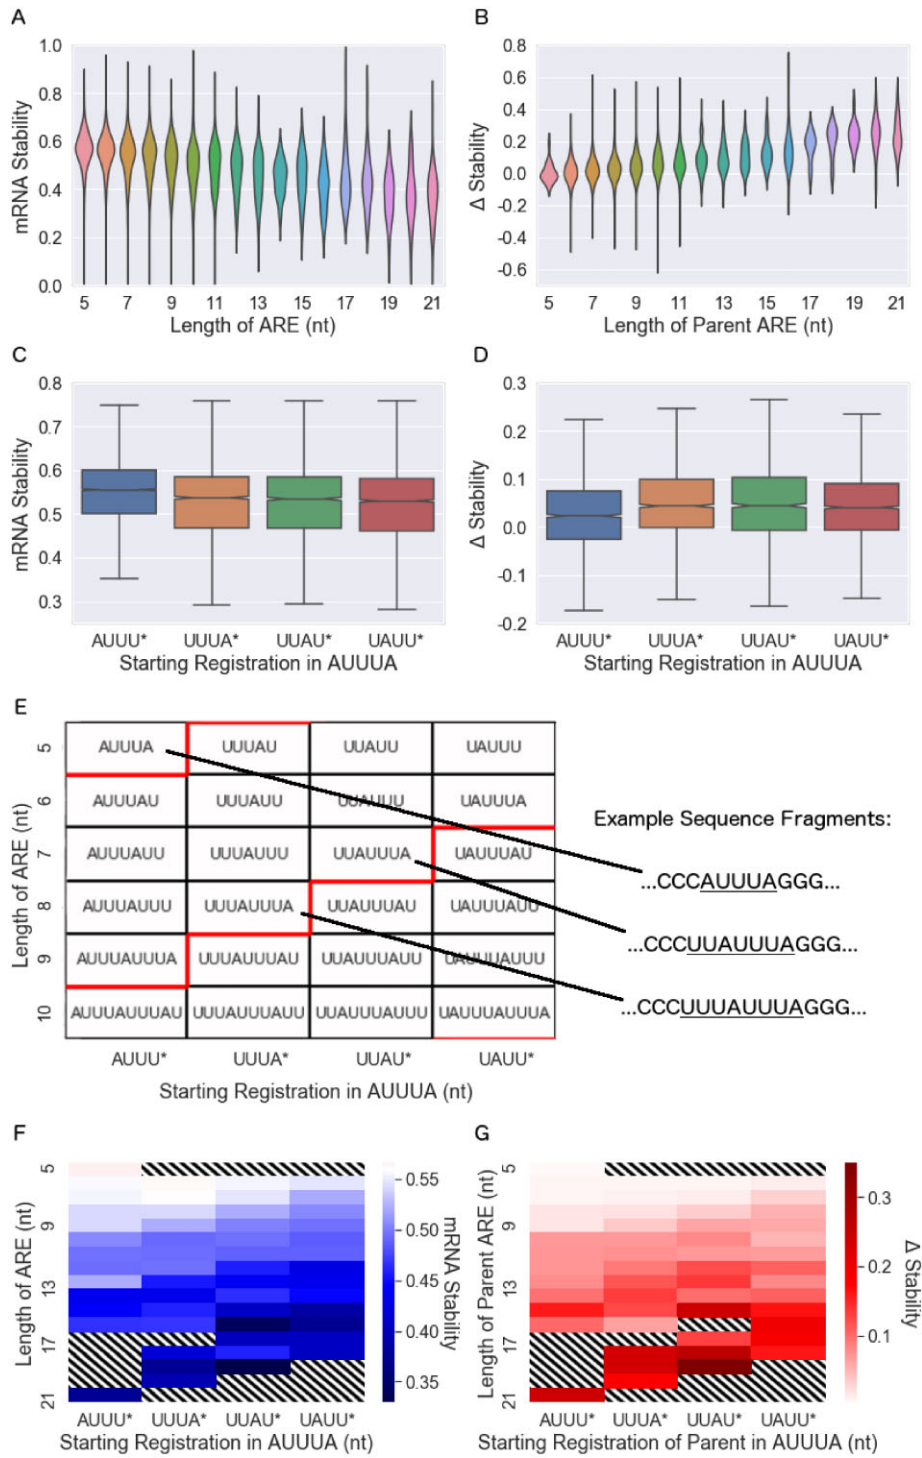 A
B
mRNA Stability
1.0
0.8
0.6
0.4
0.2
0.0
5 7 9 11 13 15 17 19 21
Length of ARE (nt)
Δ Stability
0.8
0.6
0.4
0.2
0.0
-0.2
-0.4
-0.6
5 7 9 11 13 15 17 19 21
Length of Parent ARE (nt)
C
D
mRNA Stability
0.8
0.7
0.6
0.5
0.4
0.3
AUUU* UUUA* UUAU* UAUU*
Starting Registration in AUUUA
Δ Stability
0.3
0.2
0.1
0.0
-0.1
-0.2
AUUU* UUUA* UUAU* UAUU*
Starting Registration in AUUUA
E
Length of ARE (nt)
5 AUUUA UUUAU UUAUU UAUUU
6 AUUUAU UUUAUU UUAUUU UAUUUA
7 AUUUAUU UUUAUUU UUAUUUA UAUUUAU
8 AUUUAUUU UUUAUUUA UUAUUUAU UAUUUAUU
9 AUUUAUUUA UUUAUUUAU UUAUUUAUU UAUUUAUUU
10 AUUUAUUUAU UUUAUUUAUU UUAUUUAUUU UAUUUAUUUA
AUUU* UUUA* UUAU* UAUU*
Starting Registration in AUUUA (nt)
Example Sequence Fragments:
...CCCAUUUAGGG...
...CCCUUAUUUAGGG...
...CCCUUUAUUUAGGG...
F
G
Length of ARE (nt)
5
9
13
17
21
AUUU* UUUA* UUAU* UAUU*
Starting Registration in AUUUA (nt)
0.55
0.50
0.45
0.40
0.35
mRNA Stability
Length of Parent ARE (nt)
5
9
13
17
21
AUUU* UUUA* UUAU* UAUU*
Starting Registration of Parent in AUUUA (nt)
0.3
0.2
0.1
Δ Stability